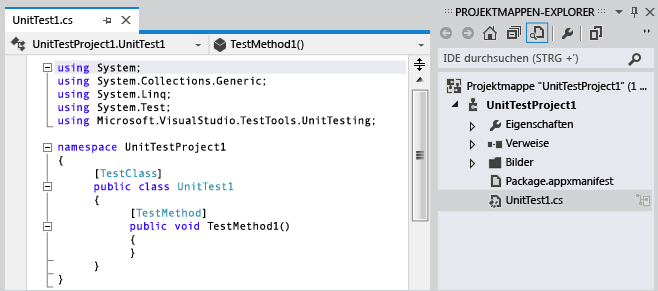 UnitTest1.cs
UnitTestProject1.UnitTest1
TestMethod1()
using System;
using System.Collections.Generic;
using System.Linq;
using System.Test;
using Microsoft.VisualStudio.TestTools.UnitTesting;
namespace UnitTestProject1
{
[TestClass]
public class UnitTest1
{
[TestMethod]
public void TestMethod1()
{
}
}
}
PROJEKTMAPPEN-EXPLORER
IDE durchsuchen (STRG +')
Projektmappe "UnitTestProject1" (1 ...
UnitTestProject1
Eigenschaften
Verweise
Bilder
Package.appxmanifest
UnitTest1.cs